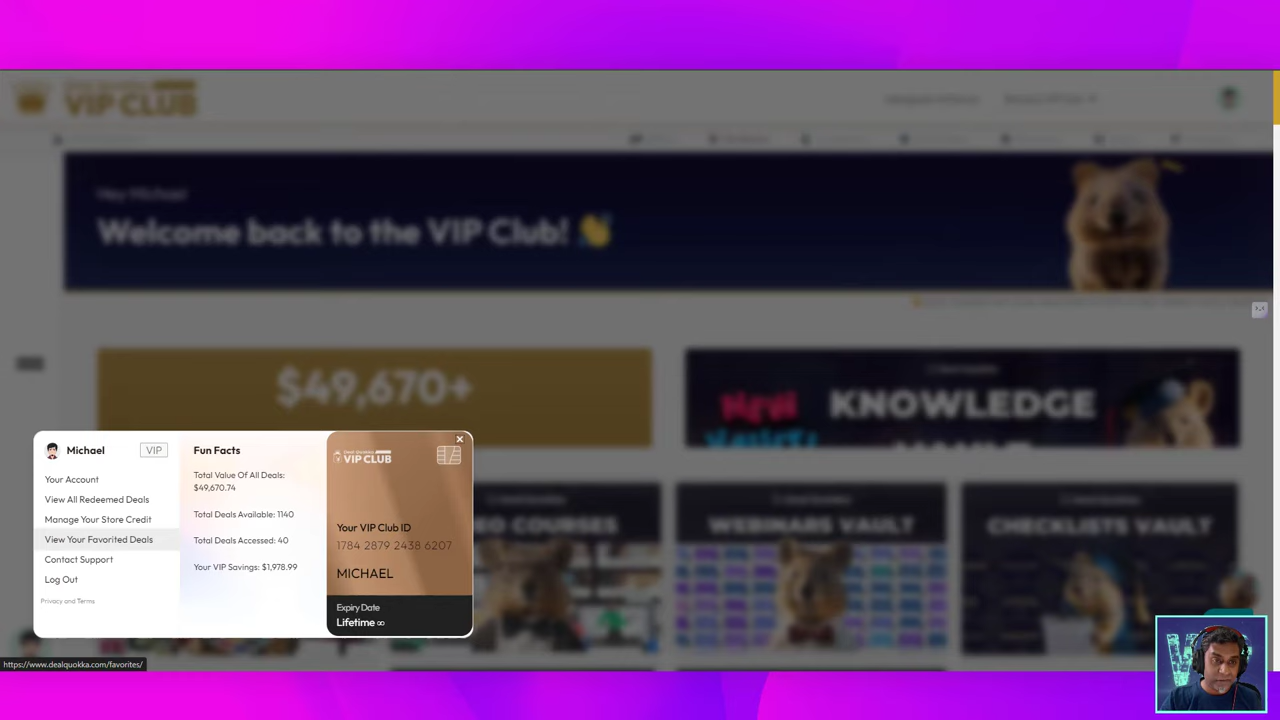 VIP CLUB
Hey Michael
Welcome back to the VIP Club! 👋
$49,670+
KNOWLEDGE
COURSES
WEBINARS VAULT
CHECKLISTS VAULT
Michael
VIP
Your Account
View All Redeemed Deals
Manage Your Store Credit
View Your Favorited Deals
Contact Support
Log Out
Privacy and Terms
Fun Facts
Total Value Of All Deals:
$49,670.74
Total Deals Available: 1140
Total Deals Accessed: 40
Your VIP Savings: $1,978.99
VIP CLUB
Your VIP Club ID
1784 2879 2438 6207
MICHAEL
Expiry Date
Lifetime ∞
https://www.dealquokka.com/favorites/